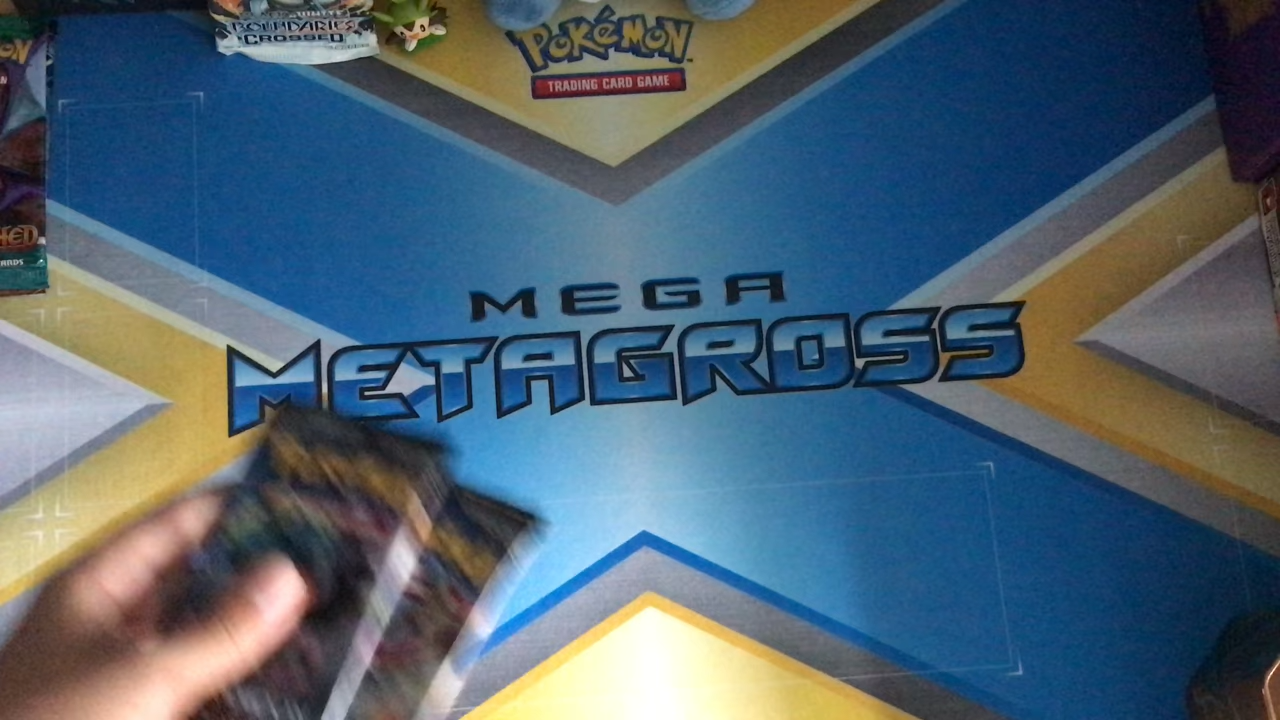 BOUNDARIES
CROSSED
POKéMON
TRADING CARD GAME
MEGA
METAGROSS